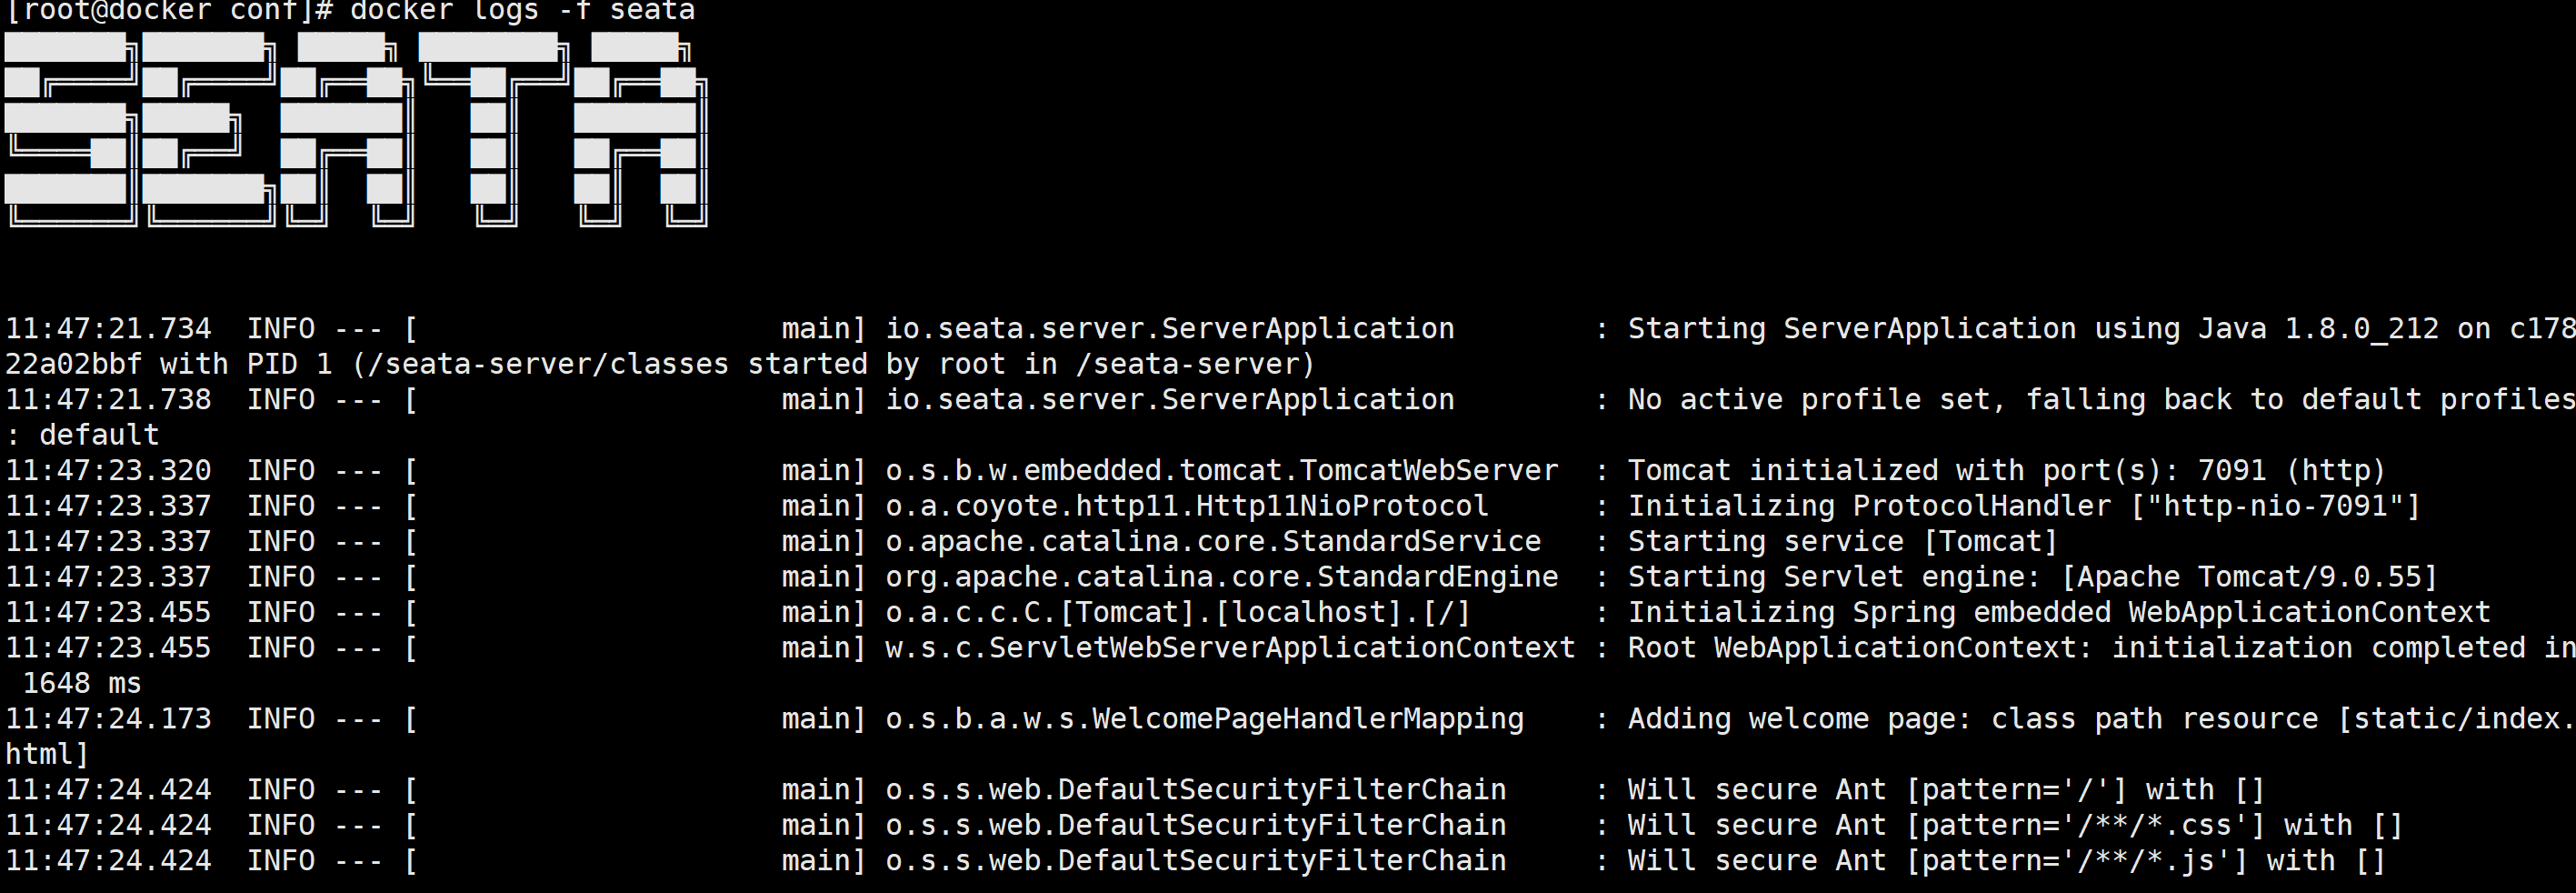 [root@docker conf]# docker logs -f seata
███████╗███████╗ █████╗ ████████╗ █████╗
██╔════╝██╔════╝██╔══██╗╚══██╔══╝██╔══██╗
███████╗█████╗  ███████║   ██║   ███████║
╚════██║██╔══╝  ██╔══██║   ██║   ██╔══██║
███████║███████╗██║  ██║   ██║   ██║  ██║
╚══════╝╚══════╝╚═╝  ╚═╝   ╚═╝   ╚═╝  ╚═╝
11:47:21.734  INFO --- [                     main] io.seata.server.ServerApplication        : Starting ServerApplication using Java 1.8.0_212 on c178
22a02bbf with PID 1 (/seata-server/classes started by root in /seata-server)
11:47:21.738  INFO --- [                     main] io.seata.server.ServerApplication        : No active profile set, falling back to default profiles
: default
11:47:23.320  INFO --- [                     main] o.s.b.w.embedded.tomcat.TomcatWebServer  : Tomcat initialized with port(s): 7091 (http)
11:47:23.337  INFO --- [                     main] o.a.coyote.http11.Http11NioProtocol      : Initializing ProtocolHandler ["http-nio-7091"]
11:47:23.337  INFO --- [                     main] o.apache.catalina.core.StandardService   : Starting service [Tomcat]
11:47:23.337  INFO --- [                     main] org.apache.catalina.core.StandardEngine  : Starting Servlet engine: [Apache Tomcat/9.0.55]
11:47:23.455  INFO --- [                     main] o.a.c.c.C.[Tomcat].[localhost].[/]       : Initializing Spring embedded WebApplicationContext
11:47:23.455  INFO --- [                     main] w.s.c.ServletWebServerApplicationContext : Root WebApplicationContext: initialization completed in
 1648 ms
11:47:24.173  INFO --- [                     main] o.s.b.a.w.s.WelcomePageHandlerMapping    : Adding welcome page: class path resource [static/index.
html]
11:47:24.424  INFO --- [                     main] o.s.s.web.DefaultSecurityFilterChain     : Will secure Ant [pattern='/'] with []
11:47:24.424  INFO --- [                     main] o.s.s.web.DefaultSecurityFilterChain     : Will secure Ant [pattern='/**/*.css'] with []
11:47:24.424  INFO --- [                     main] o.s.s.web.DefaultSecurityFilterChain     : Will secure Ant [pattern='/**/*.js'] with []